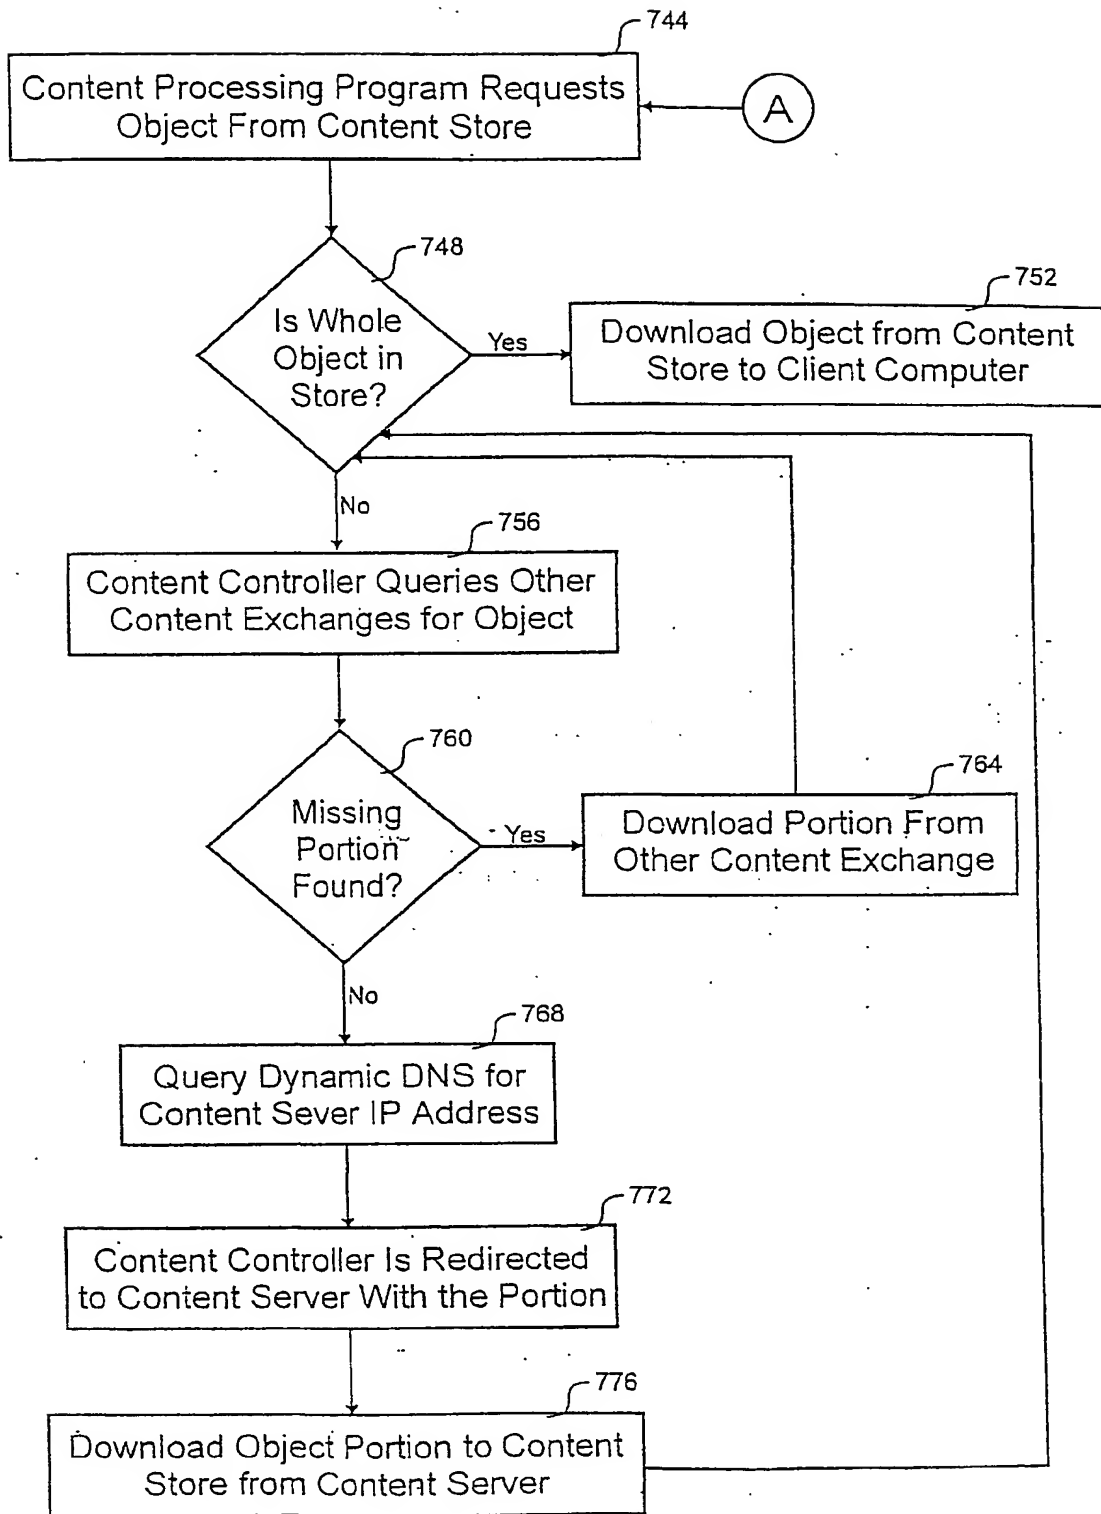 744
Content Processing Program Requests
Object From Content Store
A
748
Is Whole
Object in
Store?
Yes
752
Download Object from Content
Store to Client Computer
No
756
Content Controller Queries Other
Content Exchanges for Object
760
Missing
Portion
Found?
Yes
764
Download Portion From
Other Content Exchange
No
768
Query Dynamic DNS for
Content Sever IP Address
772
Content Controller Is Redirected
to Content Server With the Portion
776
Download Object Portion to Content
Store from Content Server